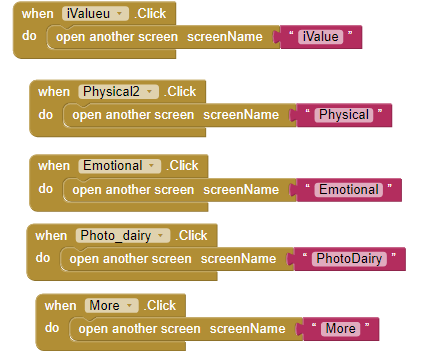 when iValueu .Click
do open another screen screenName " iValue "
when Physical2 .Click
do open another screen screenName " Physical "
when Emotional .Click
do open another screen screenName " Emotional "
when Photo_dairy .Click
do open another screen screenName " PhotoDairy "
when More .Click
do open another screen screenName " More "